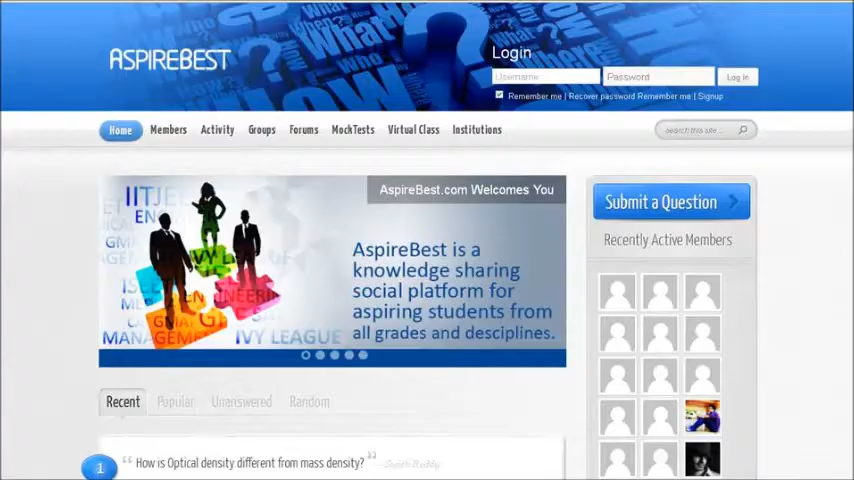 ASPIREBEST
Login
Username
Password
Log In
Remember me | Recover password Remember me | Signup
Home
Members
Activity
Groups
Forums
MockTests
Virtual Class
Institutions
search this site...
AspireBest.com Welcomes You
IITJEE
AspireBest is a
knowledge sharing
social platform for
aspiring students from
all grades and desciplines.
IVY LEAGUE
MANAGEMENT
Submit a Question
Recently Active Members
Recent
Popular
Unanswered
Random
1
“ How is Optical density different from mass density? ”